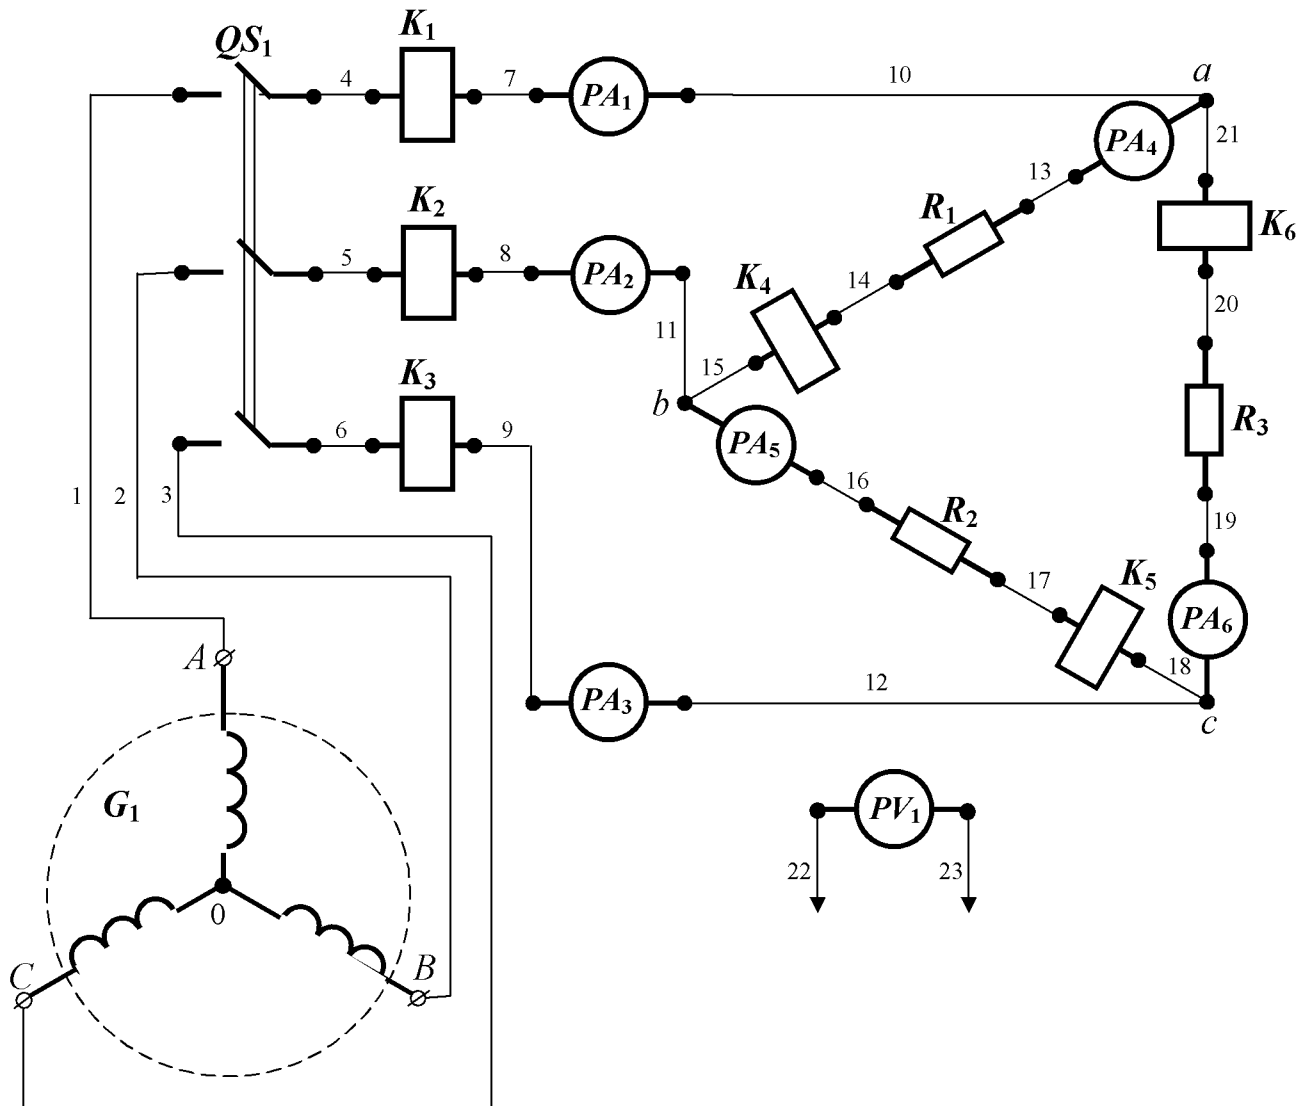 QS₁
K₁
4
7
PA₁
10
a
PA₄
21
13
R₁
K₆
K₂
5
8
PA₂
K₄
14
20
11
15
K₃
b
PA₅
R₃
6
9
1
2
3
16
R₂
19
17
K₅
PA₆
A
18
PA₃
12
c
G₁
PV₁
22
23
0
C
B